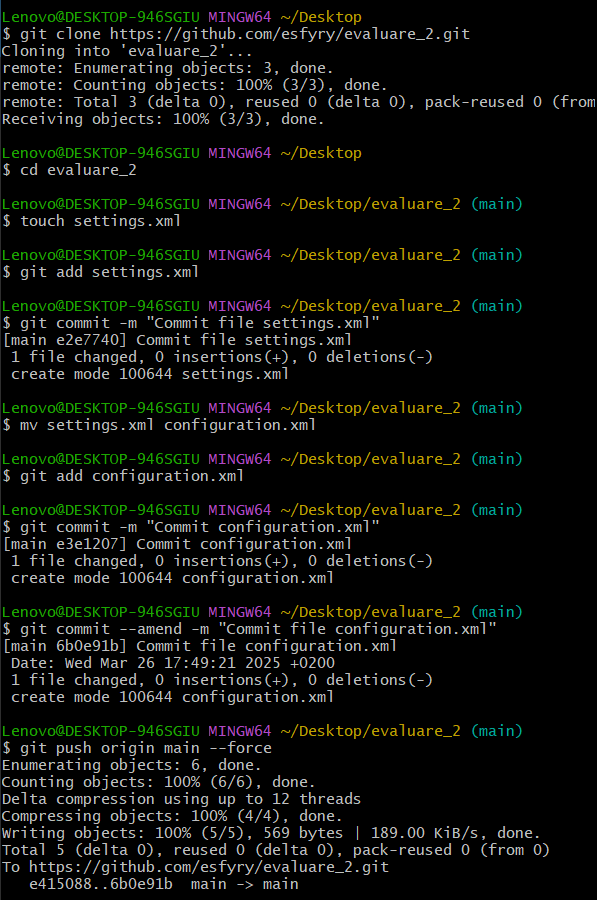 Lenovo@DESKTOP-946SGIU MINGW64 ~/Desktop
$ git clone https://github.com/esfyry/evaluare_2.git
Cloning into 'evaluare_2'...
remote: Enumerating objects: 3, done.
remote: Counting objects: 100% (3/3), done.
remote: Total 3 (delta 0), reused 0 (delta 0), pack-reused 0 (from
Receiving objects: 100% (3/3), done.

Lenovo@DESKTOP-946SGIU MINGW64 ~/Desktop
$ cd evaluare_2

Lenovo@DESKTOP-946SGIU MINGW64 ~/Desktop/evaluare_2 (main)
$ touch settings.xml

Lenovo@DESKTOP-946SGIU MINGW64 ~/Desktop/evaluare_2 (main)
$ git add settings.xml

Lenovo@DESKTOP-946SGIU MINGW64 ~/Desktop/evaluare_2 (main)
$ git commit -m "Commit file settings.xml"
[main e2e7740] Commit file settings.xml
 1 file changed, 0 insertions(+), 0 deletions(-)
 create mode 100644 settings.xml

Lenovo@DESKTOP-946SGIU MINGW64 ~/Desktop/evaluare_2 (main)
$ mv settings.xml configuration.xml

Lenovo@DESKTOP-946SGIU MINGW64 ~/Desktop/evaluare_2 (main)
$ git add configuration.xml

Lenovo@DESKTOP-946SGIU MINGW64 ~/Desktop/evaluare_2 (main)
$ git commit -m "Commit configuration.xml"
[main e3e1207] Commit configuration.xml
 1 file changed, 0 insertions(+), 0 deletions(-)
 create mode 100644 configuration.xml

Lenovo@DESKTOP-946SGIU MINGW64 ~/Desktop/evaluare_2 (main)
$ git commit --amend -m "Commit file configuration.xml"
[main 6b0e91b] Commit file configuration.xml
 Date: Wed Mar 26 17:49:21 2025 +0200
 1 file changed, 0 insertions(+), 0 deletions(-)
 create mode 100644 configuration.xml

Lenovo@DESKTOP-946SGIU MINGW64 ~/Desktop/evaluare_2 (main)
$ git push origin main --force
Enumerating objects: 6, done.
Counting objects: 100% (6/6), done.
Delta compression using up to 12 threads
Compressing objects: 100% (4/4), done.
Writing objects: 100% (5/5), 569 bytes | 189.00 KiB/s, done.
Total 5 (delta 0), reused 0 (delta 0), pack-reused 0 (from 0)
To https://github.com/esfyry/evaluare_2.git
   e415088..6b0e91b  main -> main